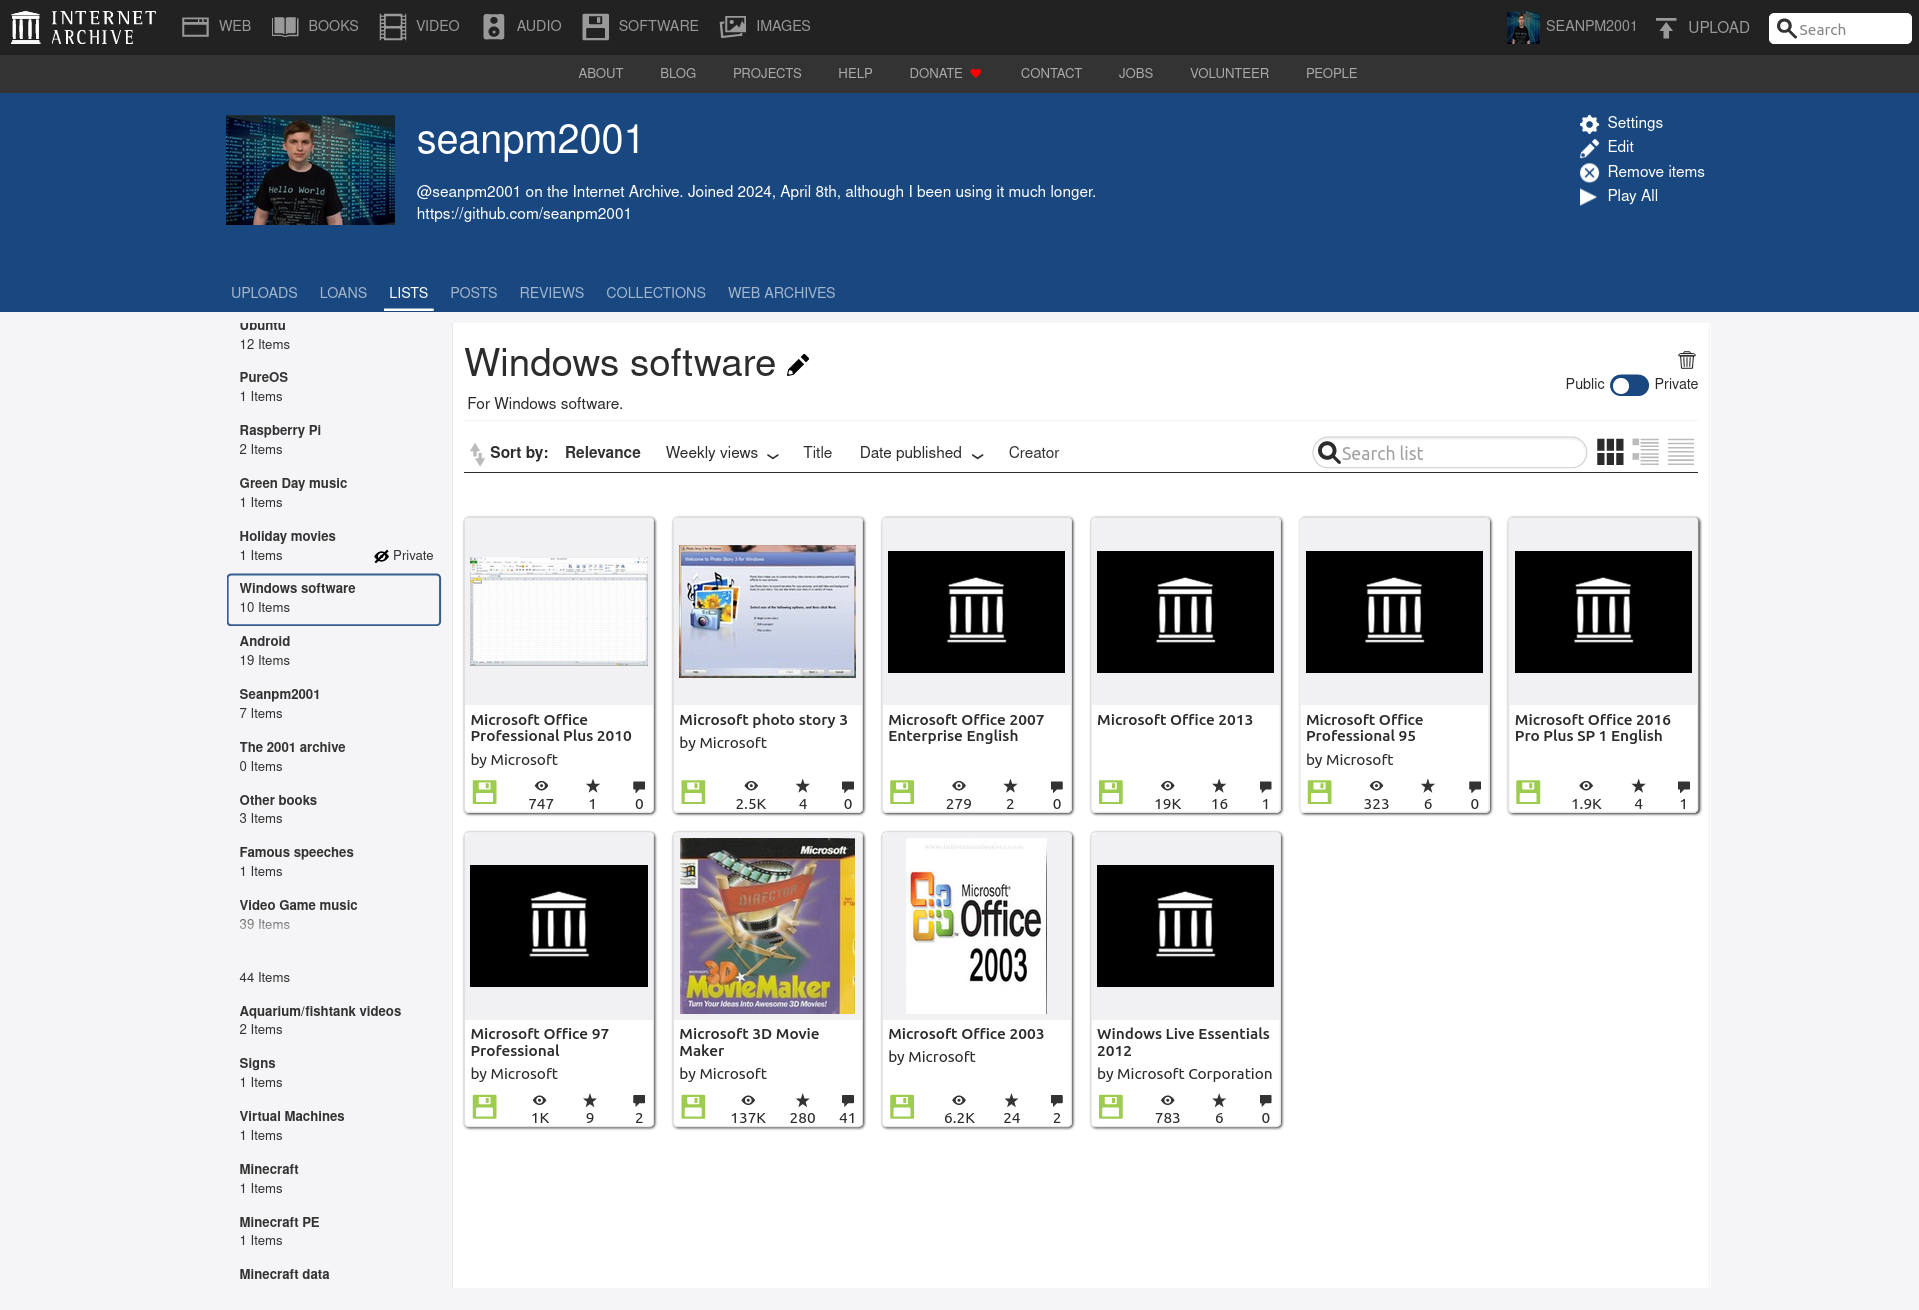 INTERNET ARCHIVE
WEB BOOKS VIDEO AUDIO SOFTWARE IMAGES
SEANPM2001 UPLOAD Search
ABOUT BLOG PROJECTS HELP DONATE CONTACT JOBS VOLUNTEER PEOPLE
Hello World
seanpm2001
@seanpm2001 on the Internet Archive. Joined 2024, April 8th, although I been using it much longer.
https://github.com/seanpm2001
Settings
Edit
Remove items
Play All
UPLOADS LOANS LISTS POSTS REVIEWS COLLECTIONS WEB ARCHIVES
Ubuntu
12 Items
PureOS
1 Items
Raspberry Pi
2 Items
Green Day music
1 Items
Holiday movies
1 Items Private
Windows software
10 Items
Android
19 Items
Seanpm2001
7 Items
The 2001 archive
0 Items
Other books
3 Items
Famous speeches
1 Items
Video Game music
39 Items
44 Items
Aquarium/fishtank videos
2 Items
Signs
1 Items
Virtual Machines
1 Items
Minecraft
1 Items
Minecraft PE
1 Items
Minecraft data
Windows software
Public Private
For Windows software.
Sort by: Relevance Weekly views Title Date published Creator
Search list
Microsoft Office
Professional Plus 2010
by Microsoft
747 1 0
Welcome to Photo Story 3 for Windows
Microsoft photo story 3
by Microsoft
2.5K 4 0
Microsoft Office 2007
Enterprise English
279 2 0
Microsoft Office 2013
19K 16 1
Microsoft Office
Professional 95
by Microsoft
323 6 0
Microsoft Office 2016
Pro Plus SP 1 English
1.9K 4 1
Microsoft Office 97
Professional
by Microsoft
1K 9 2
Microsoft
DIRECTOR
3D
MovieMaker
Turn Your Ideas Into Awesome 3D Movies!
Microsoft 3D Movie
Maker
by Microsoft
137K 280 41
Microsoft
Office
2003
Microsoft Office 2003
by Microsoft
6.2K 24 2
Windows Live Essentials
2012
by Microsoft Corporation
783 6 0